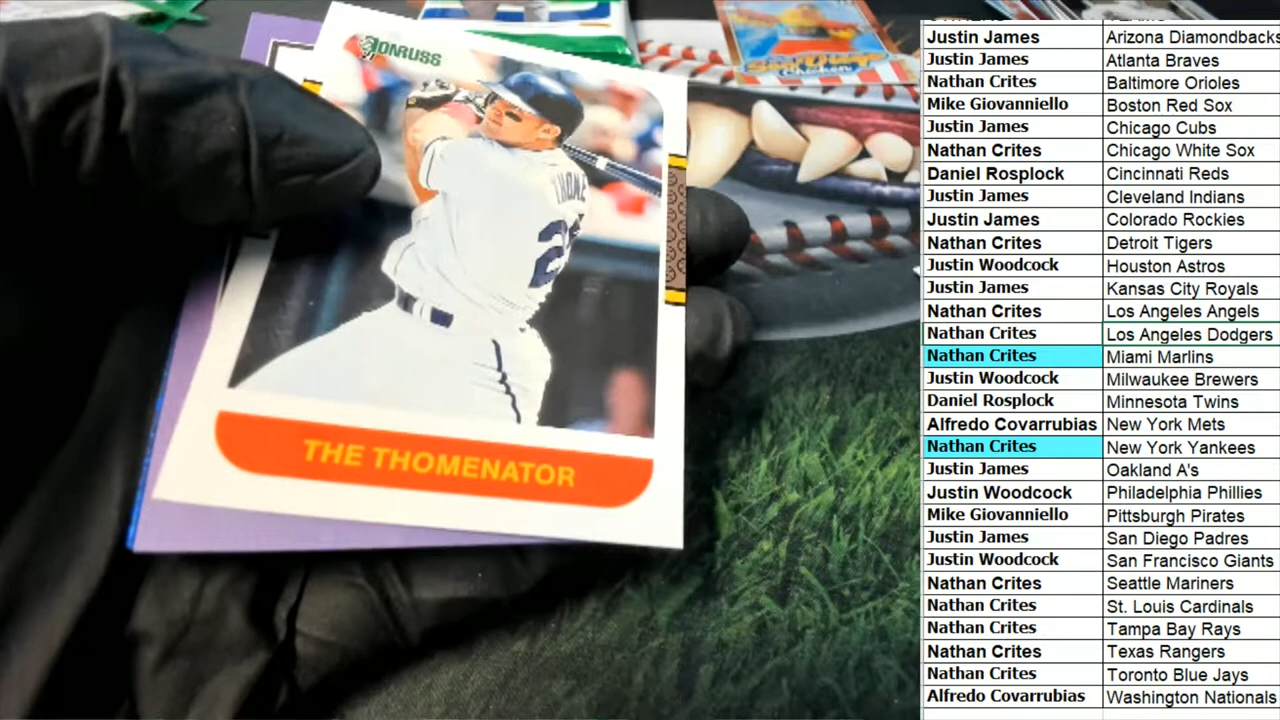 DONRUSS
THOME
THE THOMENATOR
Justin James Arizona Diamondbacks
Justin James Atlanta Braves
Nathan Crites Baltimore Orioles
Mike Giovanniello Boston Red Sox
Justin James Chicago Cubs
Nathan Crites Chicago White Sox
Daniel Rosplock Cincinnati Reds
Justin James Cleveland Indians
Justin James Colorado Rockies
Nathan Crites Detroit Tigers
Justin Woodcock Houston Astros
Justin James Kansas City Royals
Nathan Crites Los Angeles Angels
Nathan Crites Los Angeles Dodgers
Nathan Crites Miami Marlins
Justin Woodcock Milwaukee Brewers
Daniel Rosplock Minnesota Twins
Alfredo Covarrubias New York Mets
Nathan Crites New York Yankees
Justin James Oakland A's
Justin Woodcock Philadelphia Phillies
Mike Giovanniello Pittsburgh Pirates
Justin James San Diego Padres
Justin Woodcock San Francisco Giants
Nathan Crites Seattle Mariners
Nathan Crites St. Louis Cardinals
Nathan Crites Tampa Bay Rays
Nathan Crites Texas Rangers
Nathan Crites Toronto Blue Jays
Alfredo Covarrubias Washington Nationals